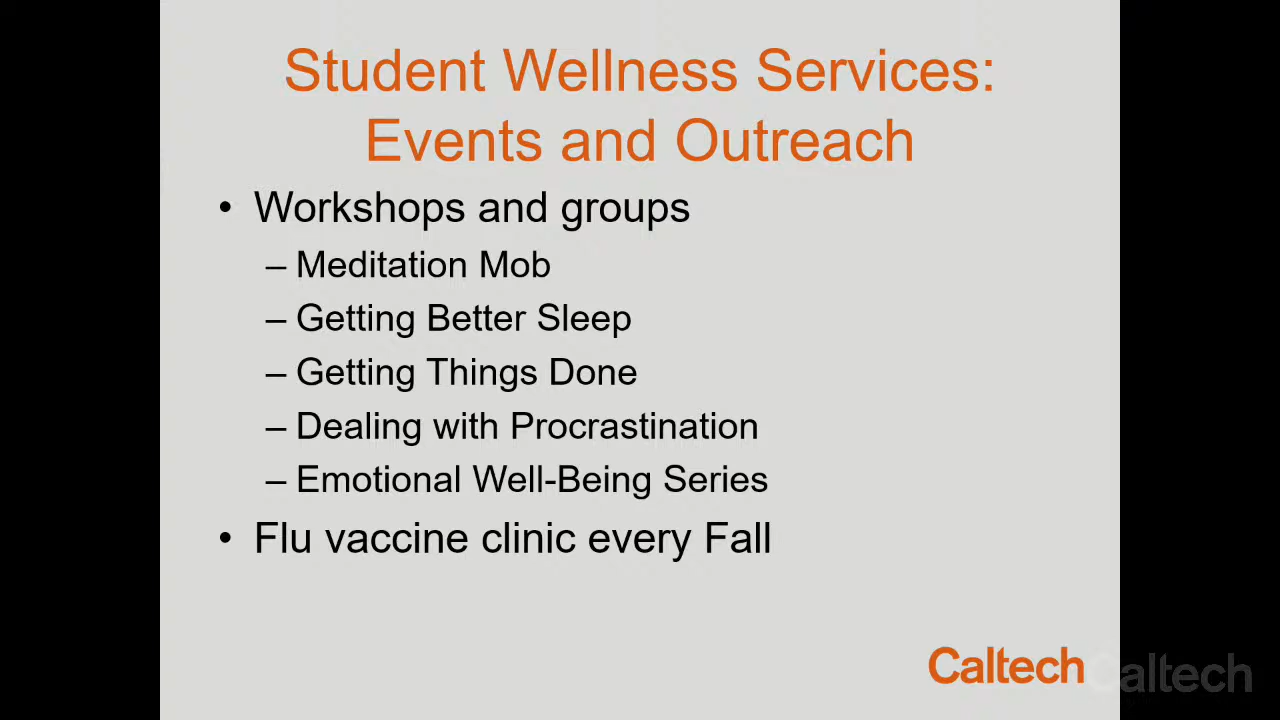 Student Wellness Services:
Events and Outreach
• Workshops and groups
– Meditation Mob
– Getting Better Sleep
– Getting Things Done
– Dealing with Procrastination
– Emotional Well-Being Series
• Flu vaccine clinic every Fall
Caltech
Caltech